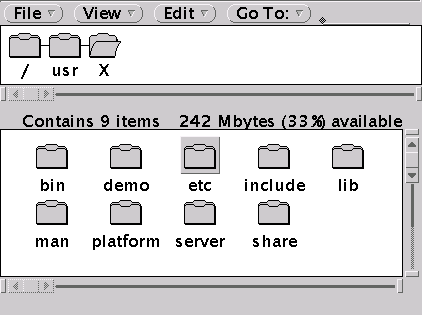 File View Edit Go To:
/ usr X
Contains 9 items 242 Mbytes (33%) available
bin demo etc include lib
man platform server share